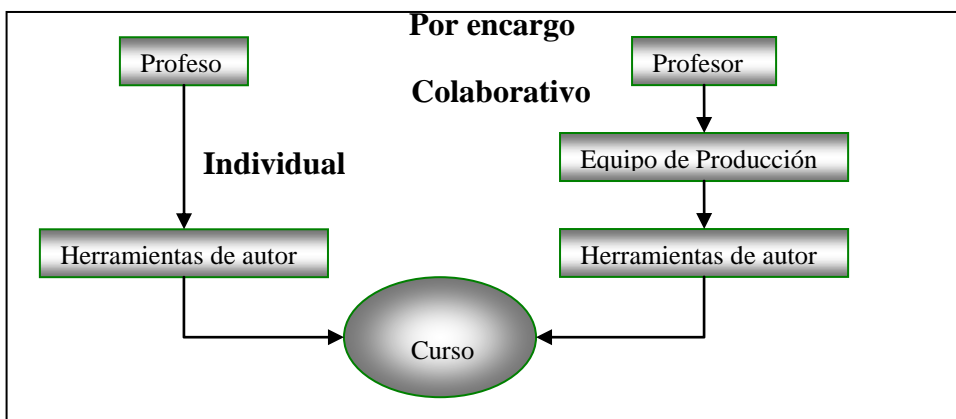 Por encargo
Profeso
Profesor
Colaborativo
Individual
Equipo de Producción
Herramientas de autor
Herramientas de autor
Curso